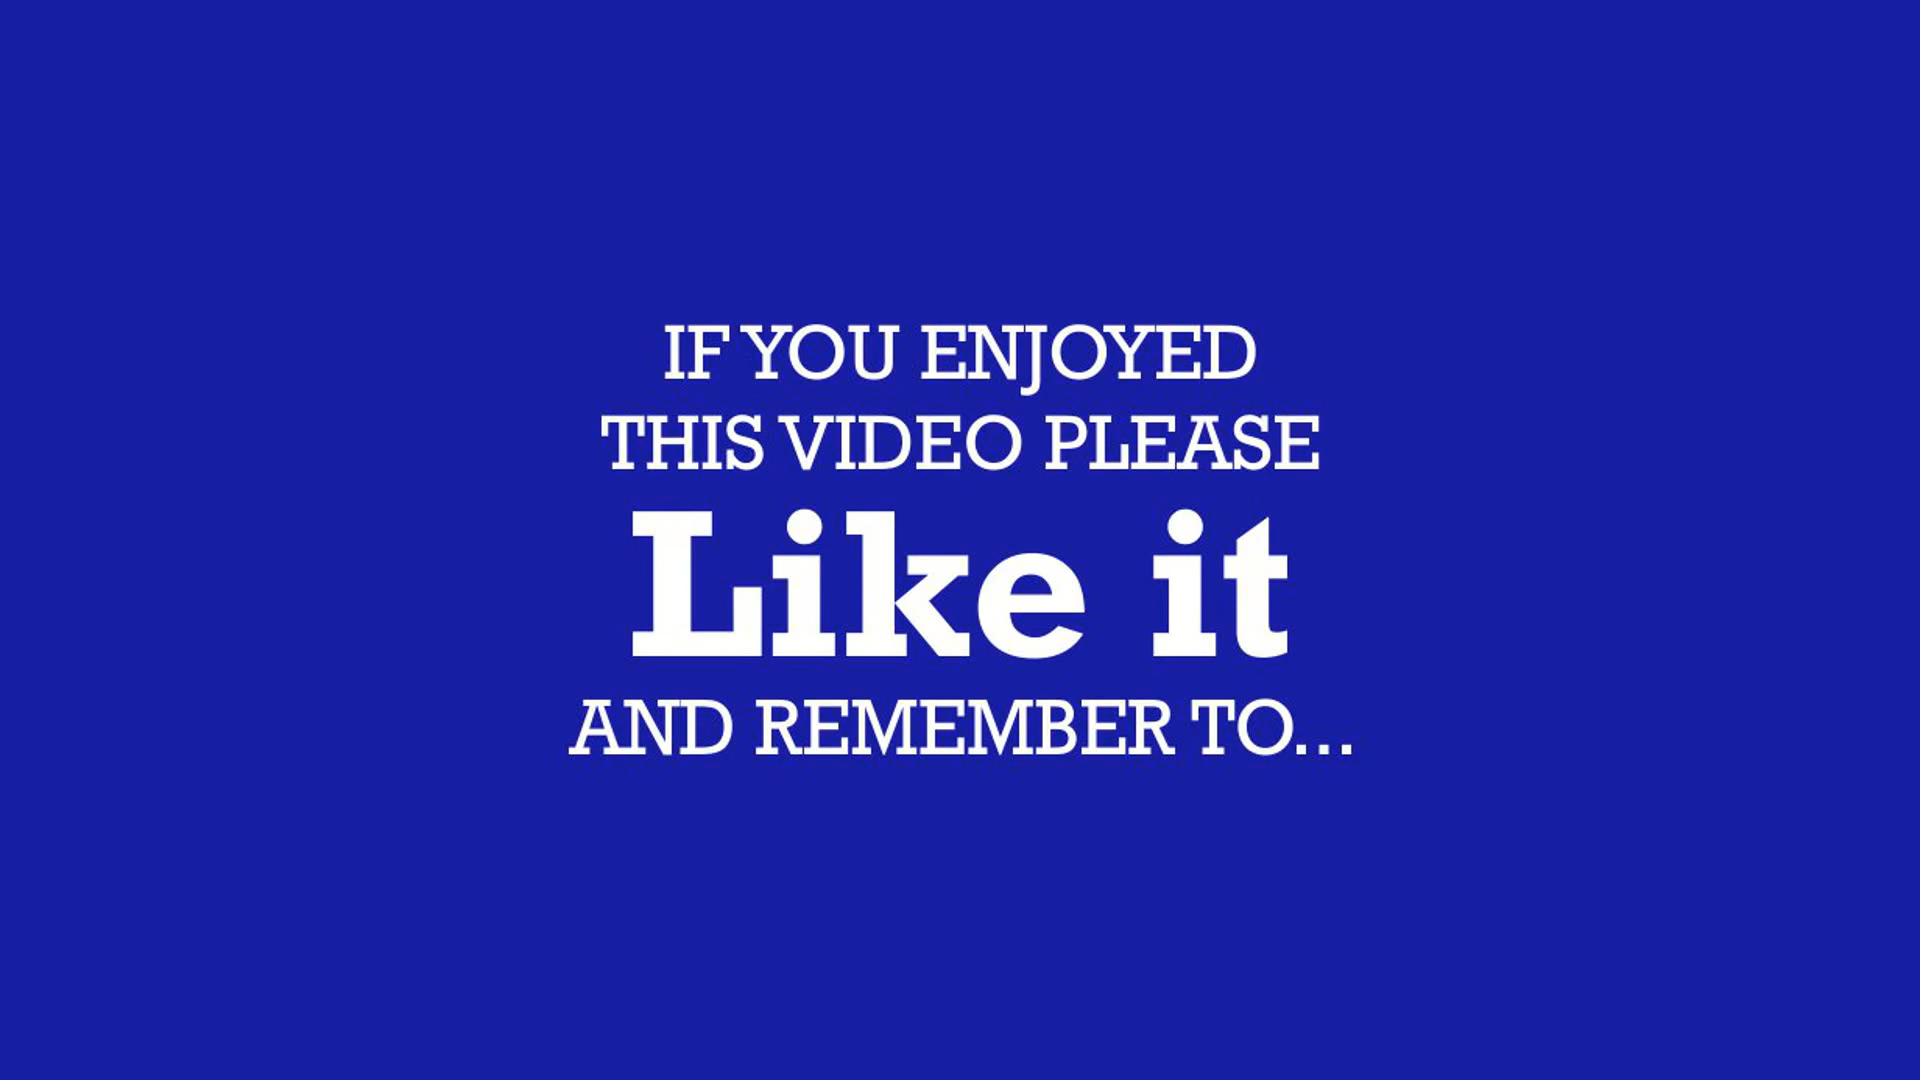 IF YOU ENJOYED
THIS VIDEO PLEASE
Like it
AND REMEMBER TO...